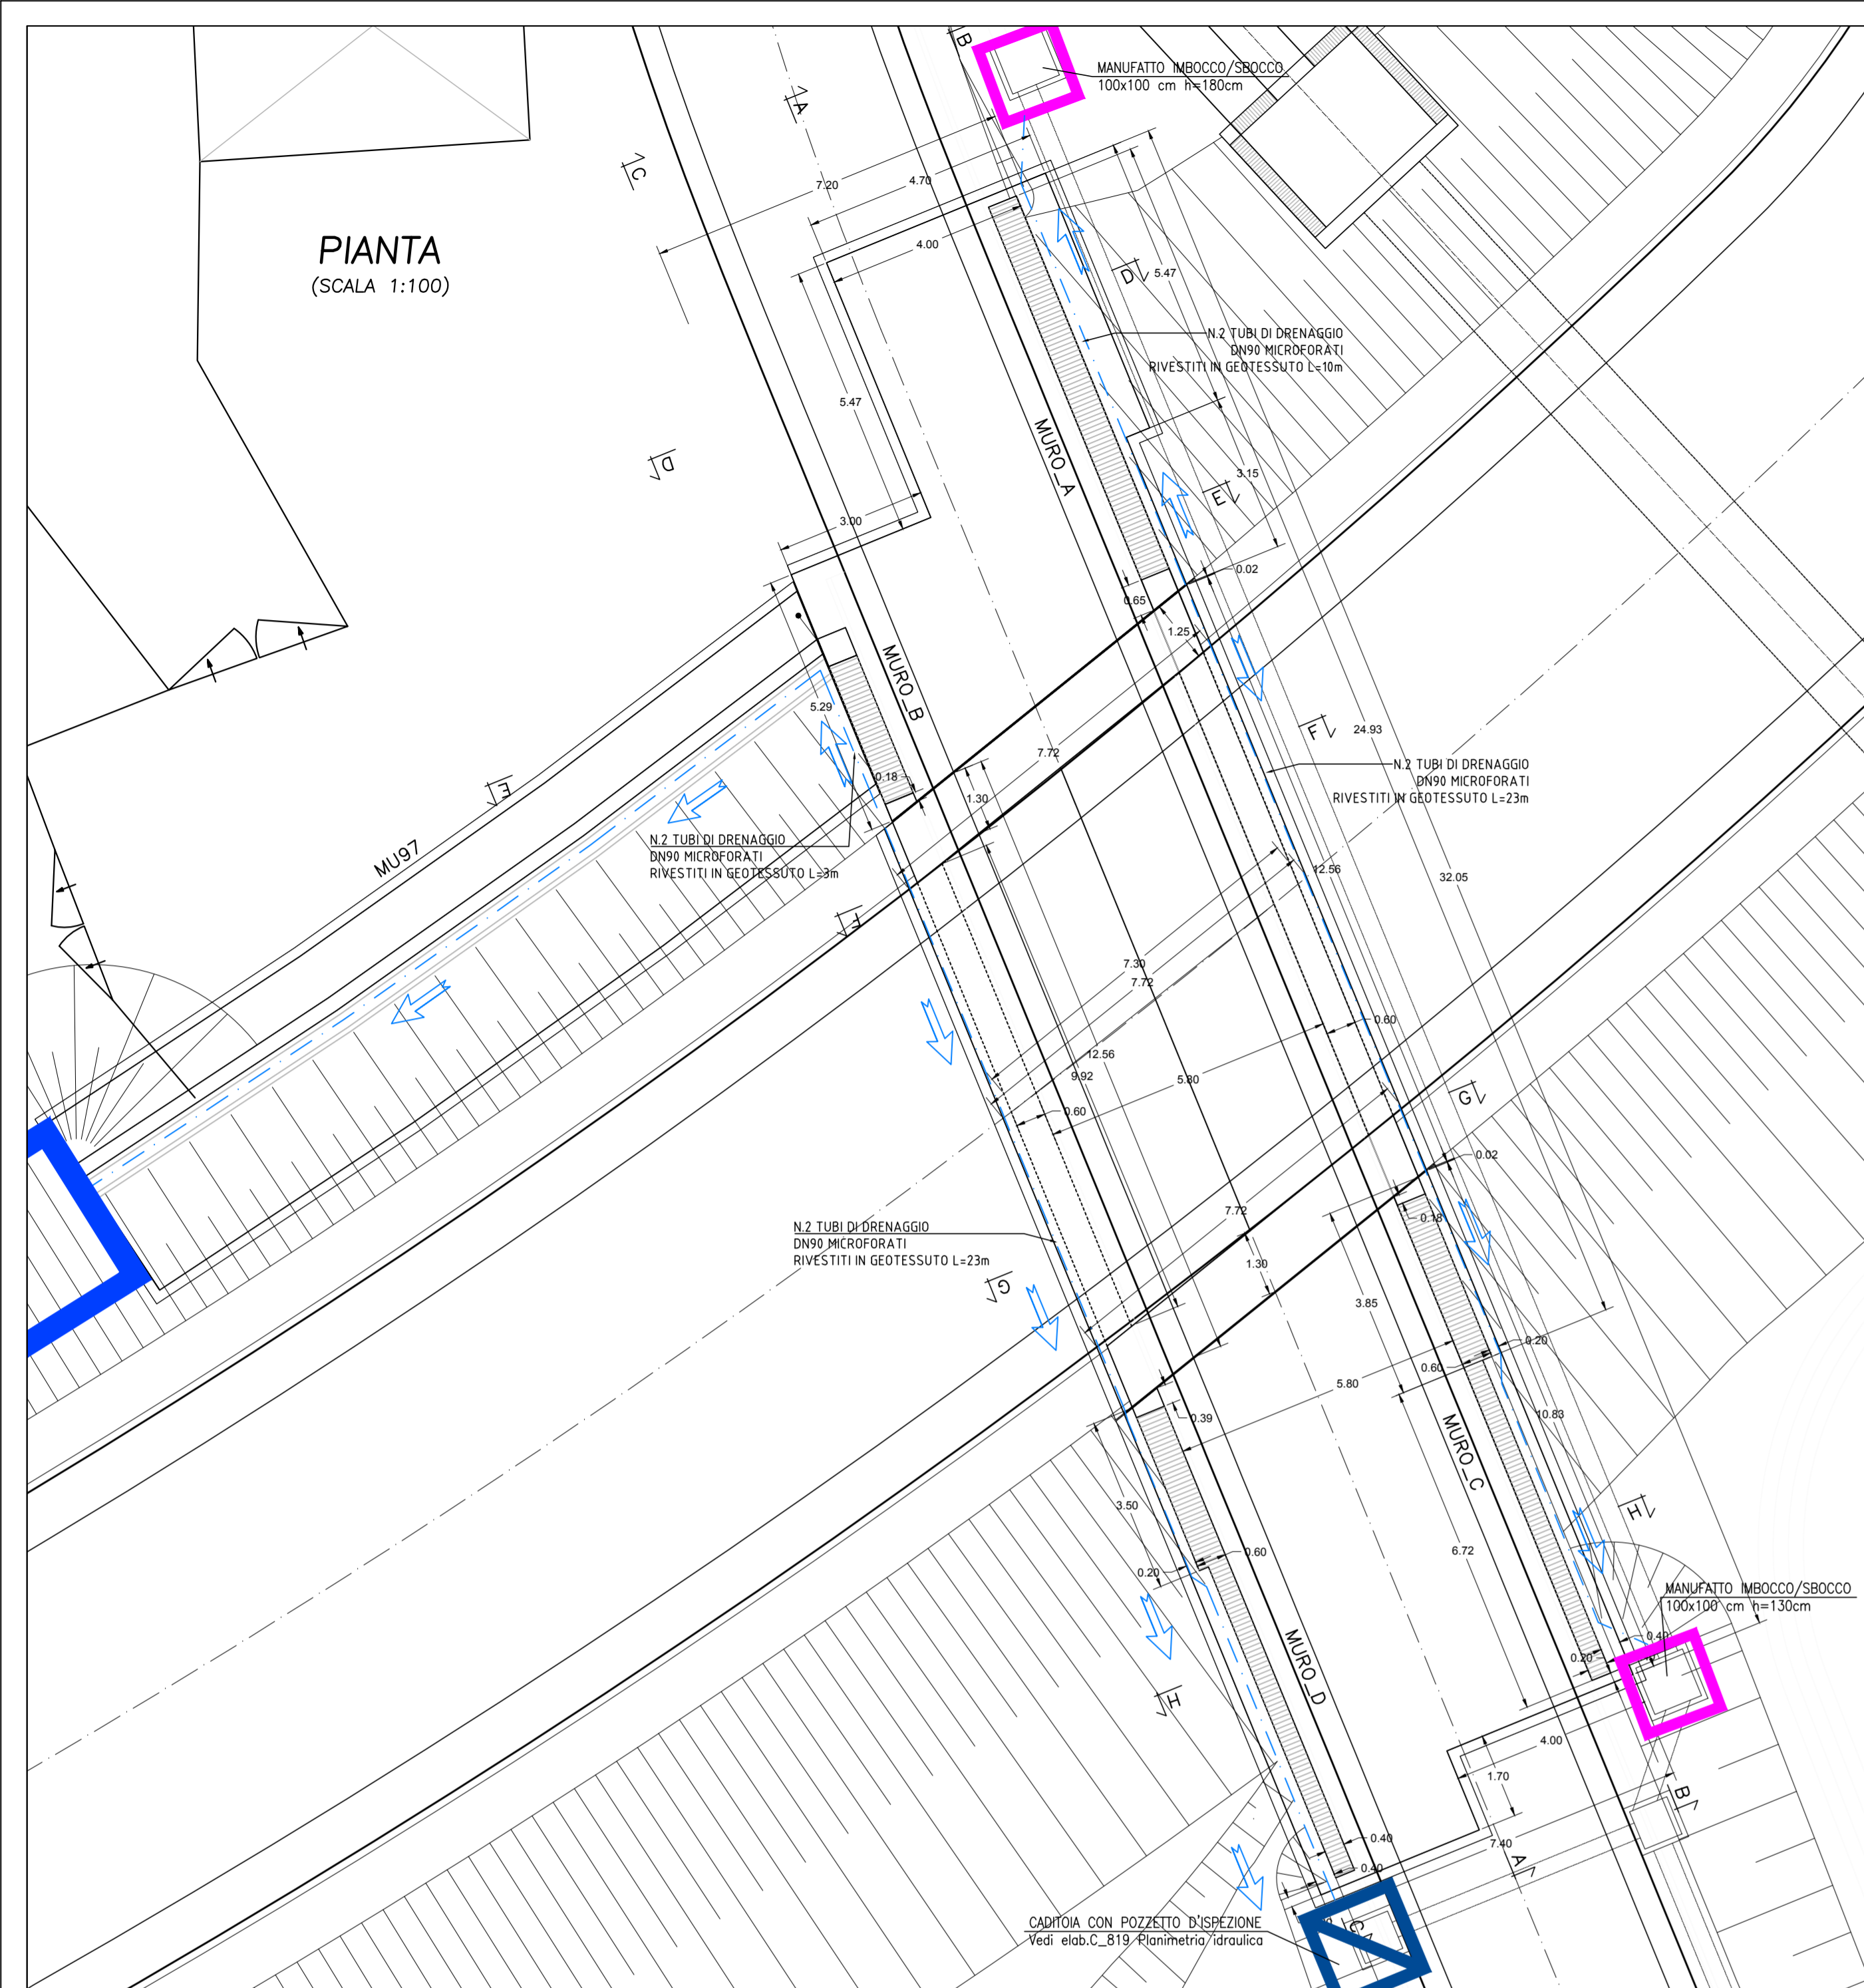 PIANTA
(SCALA 1:100)
B
MANUFATTO IMBOCCO/SBOCCO
100x100 cm h=180cm
A
C
7.20
4.70
4.00
D
5.47
N.2 TUBI DI DRENAGGIO
DN90 MICROFORATI
RIVESTITI IN GEOTESSUTO L=10m
5.47
MURO_A
D
3.15
E
3.00
0.02
0.65
1.25
MURO_B
5.29
F
24.93
7.72
N.2 TUBI DI DRENAGGIO
DN90 MICROFORATI
RIVESTITI IN GEOTESSUTO L=23m
0.18
1.30
E
N.2 TUBI DI DRENAGGIO
DN90 MICROFORATI
RIVESTITI IN GEOTESSUTO L=3m
MU97
12.56
32.05
F
7.30
7.72
0.60
12.56
9.92
5.80
0.60
G
0.02
7.72
0.18
N.2 TUBI DI DRENAGGIO
DN90 MICROFORATI
RIVESTITI IN GEOTESSUTO L=23m
1.30
G
3.85
0.20
0.60
5.80
0.39
10.83
MURO_C
3.50
H
0.60
0.20
6.72
MANUFATTO IMBOCCO/SBOCCO
100x100 cm h=130cm
0.40
0.20
MURO_D
H
4.00
1.70
B
0.40
7.40
A
0.40
CADITOIA CON POZZETTO D'ISPEZIONE
Vedi elab.C_819 Planimetria idraulica
C